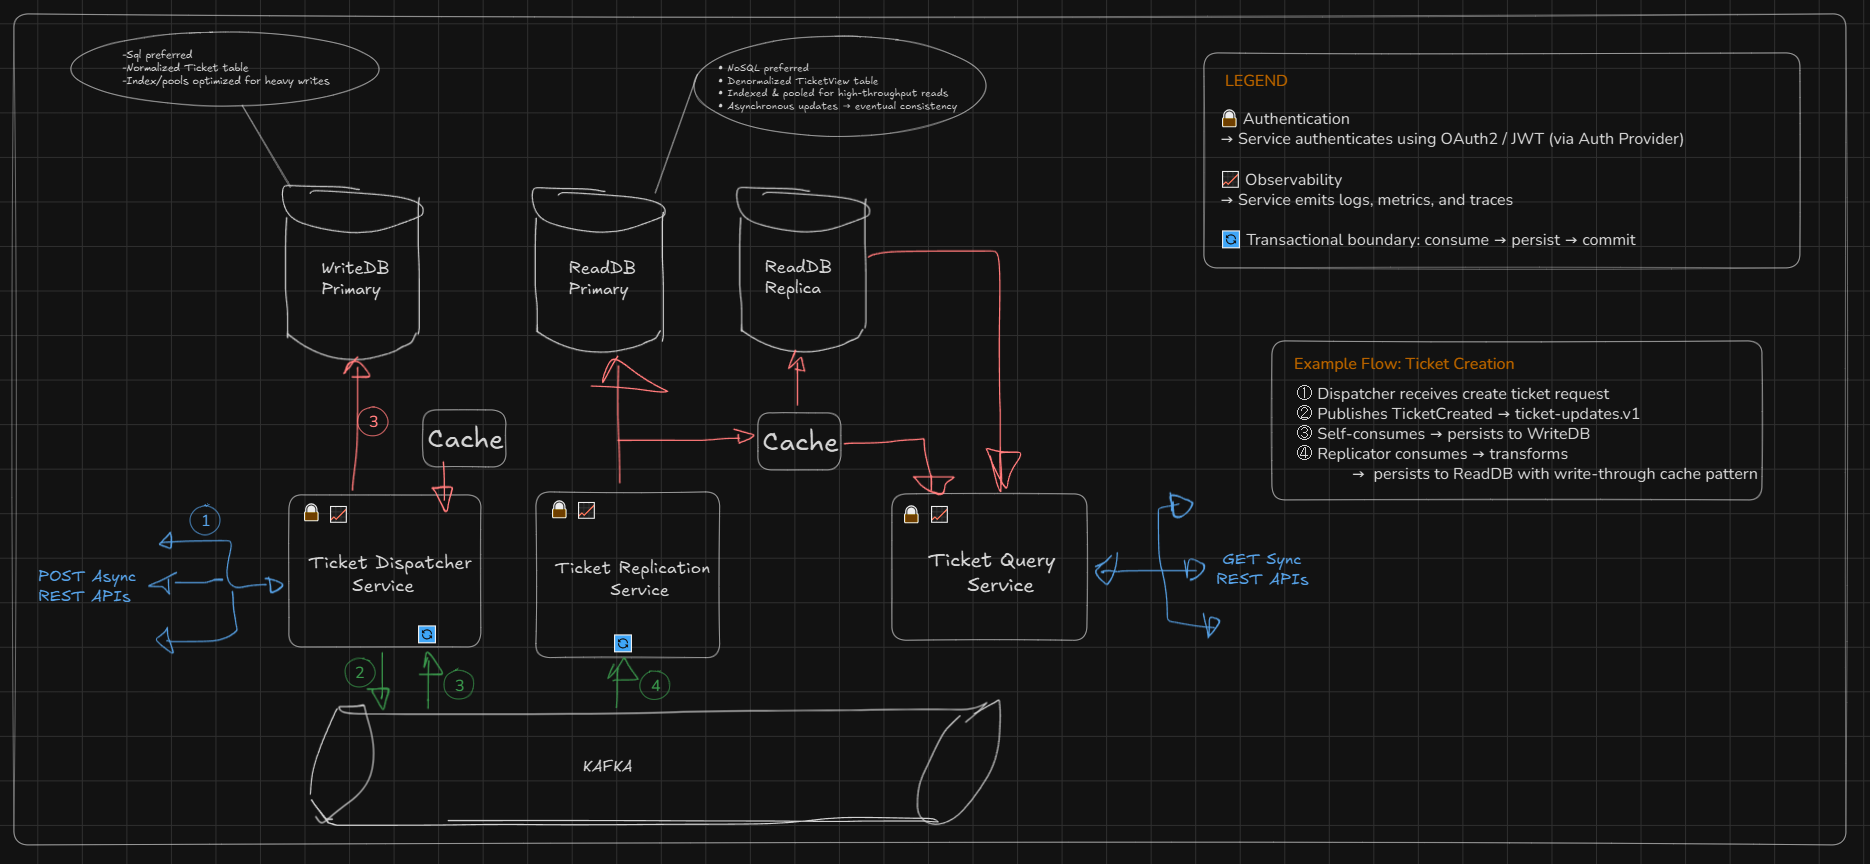 -Sql preferred
-Normalized Ticket table
-Index/pools optimized for heavy writes
• NoSQL preferred
• Denormalized TicketView table
• Indexed & pooled for high-throughput reads
• Asynchronous updates → eventual consistency
LEGEND
🔒 Authentication
→ Service authenticates using OAuth2 / JWT (via Auth Provider)
📈 Observability
→ Service emits logs, metrics, and traces
🔄 Transactional boundary: consume → persist → commit
WriteDB
Primary
ReadDB
Primary
ReadDB
Replica
Example Flow: Ticket Creation
① Dispatcher receives create ticket request
② Publishes TicketCreated → ticket-updates.v1
③ Self-consumes → persists to WriteDB
④ Replicator consumes → transforms
→ persists to ReadDB with write-through cache pattern
3
Cache
Cache
1
POST Async
REST APIs
Ticket Dispatcher
Service
Ticket Replication
Service
Ticket Query
Service
GET Sync
REST APIs
2
3
4
KAFKA